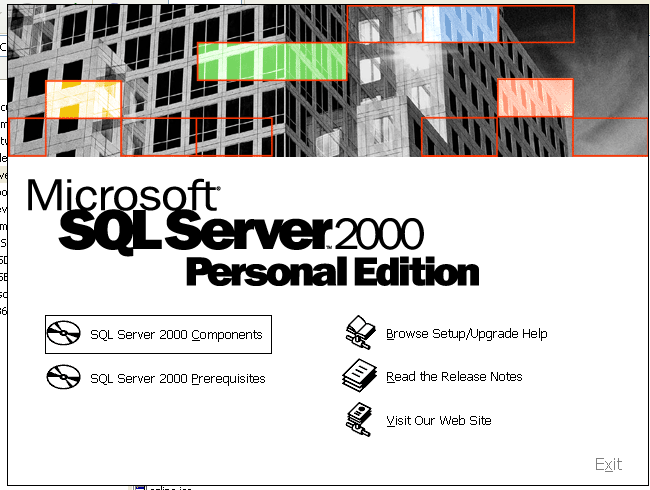 Microsoft®
SQL Server™ 2000
Personal Edition
SQL Server 2000 Components
SQL Server 2000 Prerequisites
Browse Setup/Upgrade Help
Read the Release Notes
Visit Our Web Site
Exit